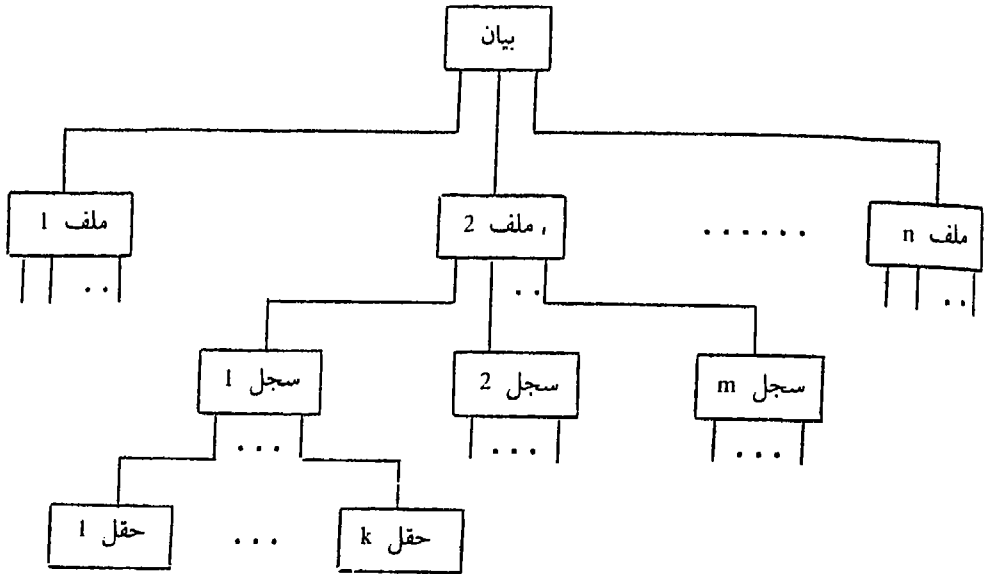 بيان
ملف 1
ملف 2
......
ملف n
..
..
..
سجل 1
سجل 2
سجل m
...
...
...
حقل 1
...
حقل k